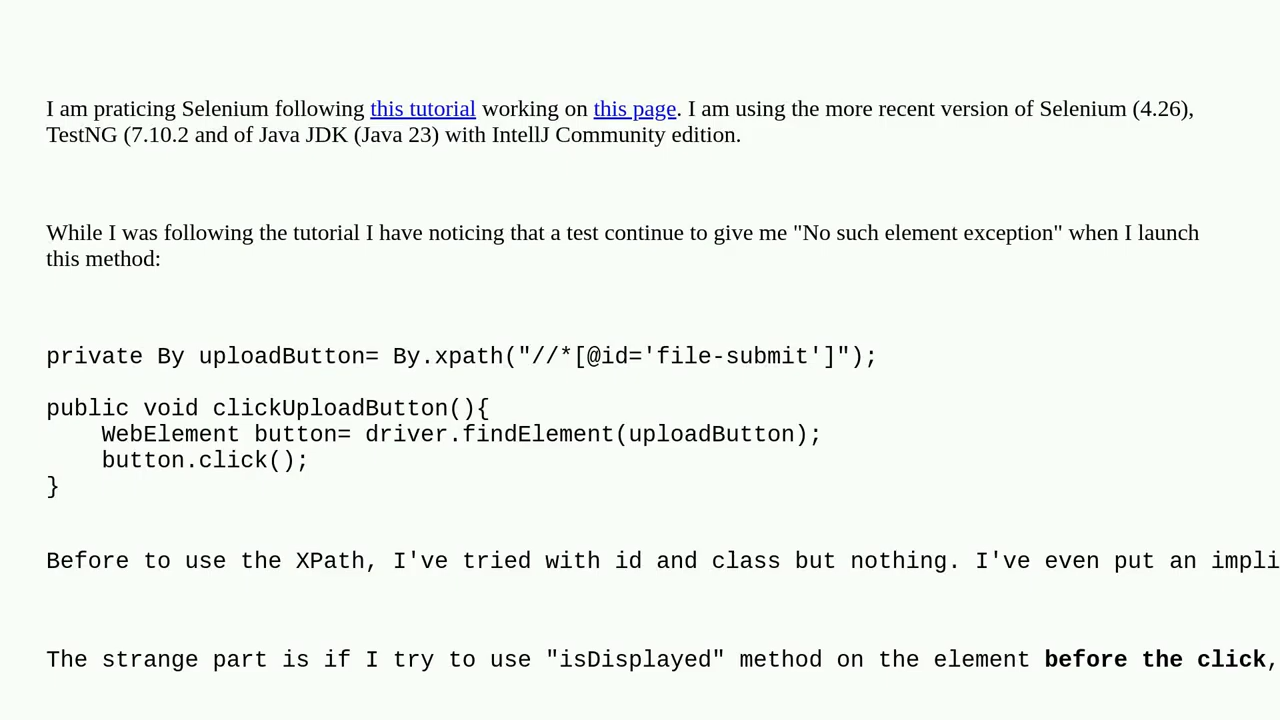 I am praticing Selenium following this tutorial working on this page. I am using the more recent version of Selenium (4.26),
TestNG (7.10.2 and of Java JDK (Java 23) with IntellJ Community edition.
While I was following the tutorial I have noticing that a test continue to give me "No such element exception" when I launch
this method:
private By uploadButton= By.xpath("//*[@id='file-submit']");
public void clickUploadButton(){
    WebElement button= driver.findElement(uploadButton);
    button.click();
}
Before to use the XPath, I've tried with id and class but nothing. I've even put an impli
The strange part is if I try to use "isDisplayed" method on the element before the click,